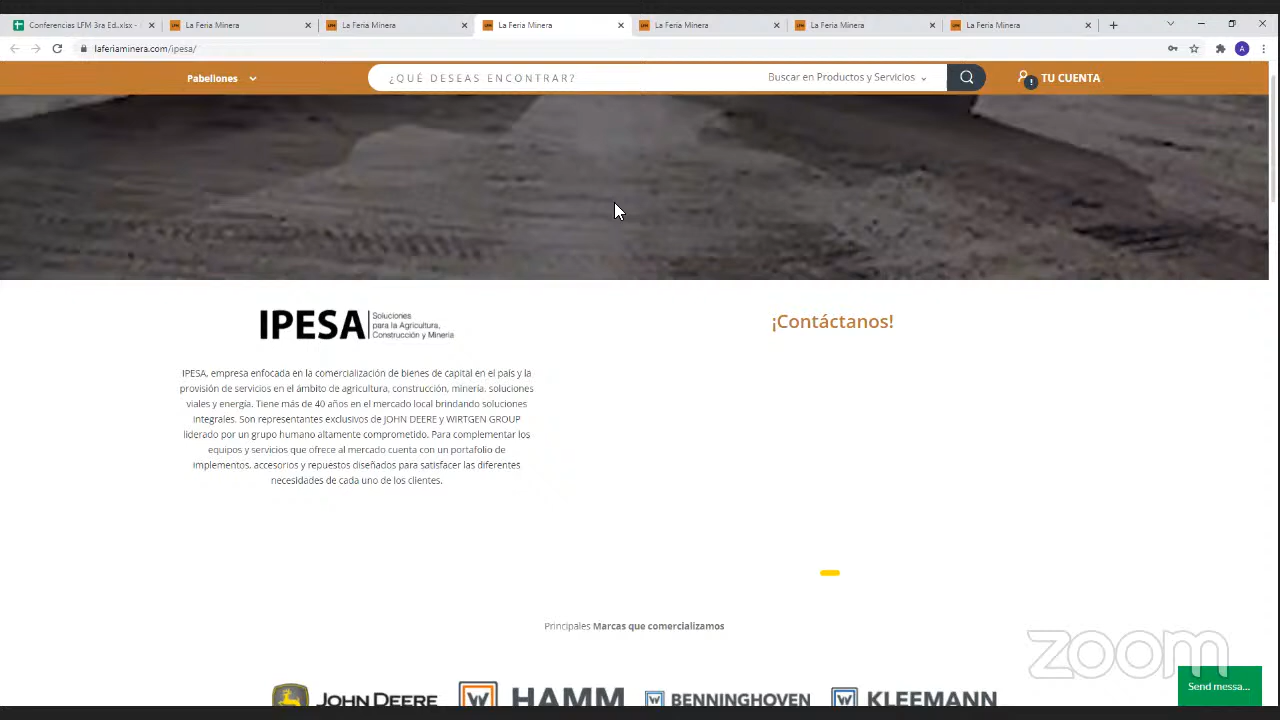 Conferencias LFM 3ra Ed..xlsx -
La Feria Minera
La Feria Minera
La Feria Minera
La Feria Minera
La Feria Minera
La Feria Minera
laferiaminera.com/ipesa/
A
Pabellones
¿QUÉ DESEAS ENCONTRAR?
Buscar en Productos y Servicios
!
TU CUENTA
IPESA
Soluciones
para la Agricultura,
Construcción y Minería
¡Contáctanos!
IPESA, empresa enfocada en la comercialización de bienes de capital en el país y la
provisión de servicios en el ámbito de agricultura, construcción, minería. soluciones
viales y energía. Tiene más de 40 años en el mercado local brindando soluciones
integrales. Son representantes exclusivos de JOHN DEERE y WIRTGEN GROUP
liderado por un grupo humano altamente comprometido. Para complementar los
equipos y servicios que ofrece al mercado cuenta con un portafolio de
implementos, accesorios y repuestos diseñados para satisfacer las diferentes
necesidades de cada uno de los clientes.
Principales Marcas que comercializamos
zoom
Send messa...
JOHN DEERE
HAMM
BENNINGHOVEN
KLEEMANN